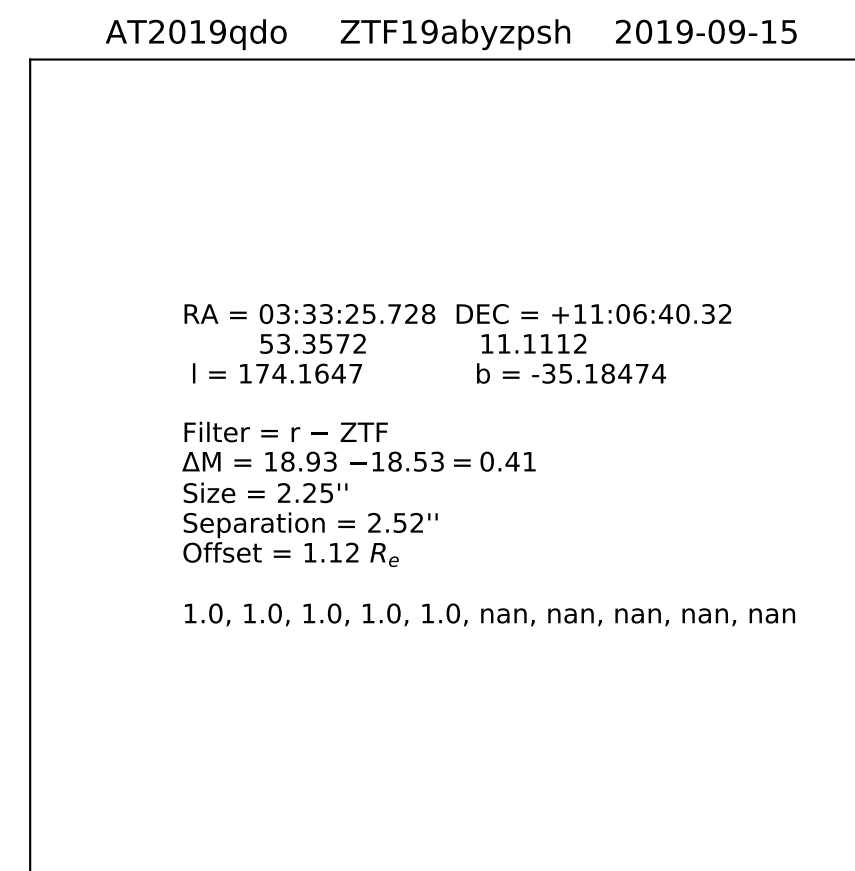 AT2019qdo ZTF19abyzpsh 2019-09-15
RA = 03:33:25.728 DEC = +11:06:40.32
53.3572 11.1112
l = 174.1647 b = -35.18474
Filter = r − ZTF
ΔM = 18.93 −18.53 = 0.41
Size = 2.25''
Separation = 2.52''
Offset = 1.12 Rₑ
1.0, 1.0, 1.0, 1.0, 1.0, nan, nan, nan, nan, nan